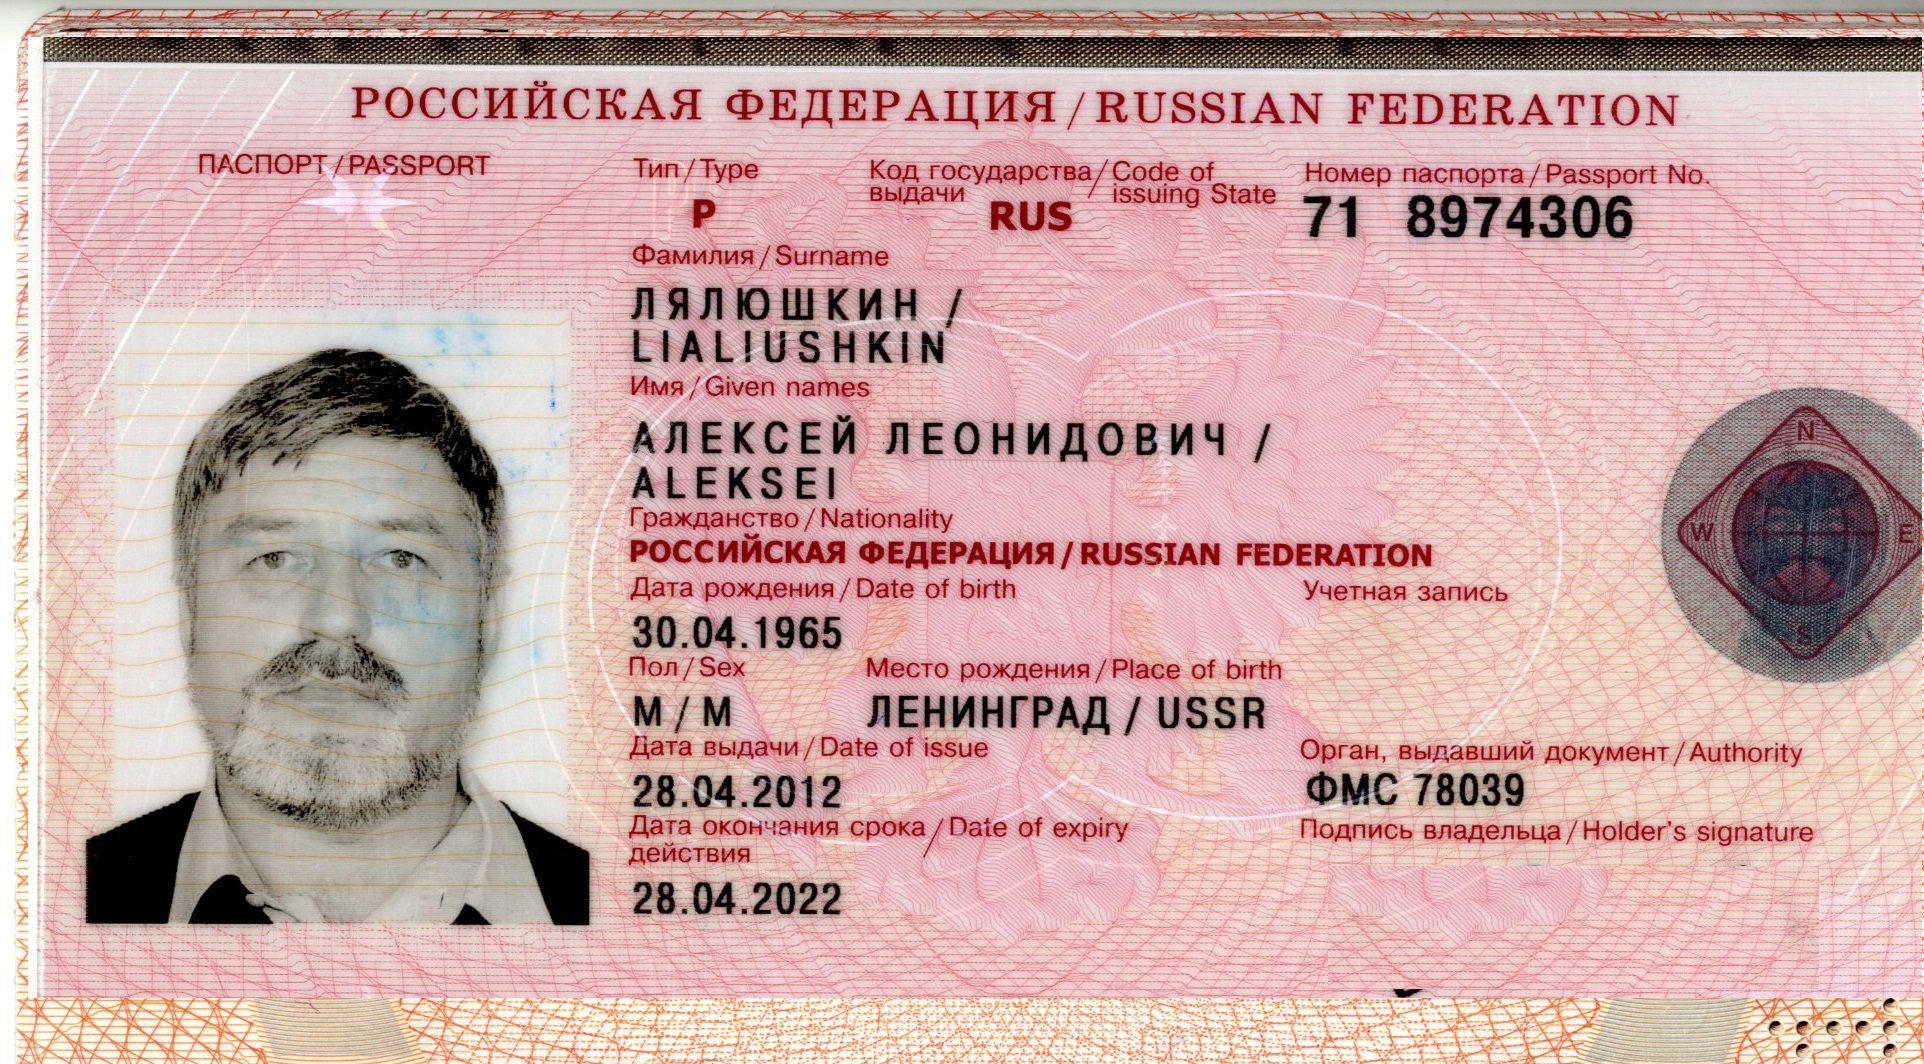 РОССИЙСКАЯ ФЕДЕРАЦИЯ / RUSSIAN FEDERATION
ПАСПОРТ / PASSPORT
Тип / Type
P
Код государства / Code of
выдачи issuing State
RUS
Номер паспорта / Passport No.
71 8974306
Фамилия / Surname
ЛЯЛЮШКИН /
LIALIUSHKIN
Имя / Given names
АЛЕКСЕЙ ЛЕОНИДОВИЧ /
ALEKSEI
Гражданство / Nationality
РОССИЙСКАЯ ФЕДЕРАЦИЯ / RUSSIAN FEDERATION
Дата рождения / Date of birth
30.04.1965
Учетная запись
Пол / Sex
М / M
Место рождения / Place of birth
ЛЕНИНГРАД / USSR
Дата выдачи / Date of issue
28.04.2012
Орган, выдавший документ / Authority
ФМС 78039
Дата окончания срока / Date of expiry
действия
28.04.2022
Подпись владельца / Holder's signature
N
W E
S